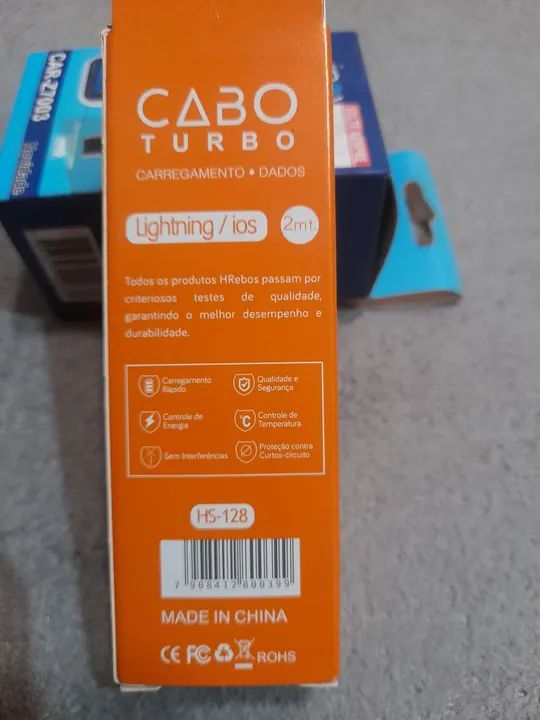 CABO
TURBO
CARREGAMENTO • DADOS
Lightning / ios
2mt.
Todos os produtos HRebos passam por
criteriosos testes de qualidade,
garantindo o melhor desempenho e
durabilidade.
Carregamento
Rápido
Qualidade e
Segurança
Controle de
Energia
°C
Controle de
Temperatura
Sem Interferências
Proteção contra
Curtos-circuito
HS-128
7 968412 800399
MADE IN CHINA
CE FC ROHS
CAR-Z7003